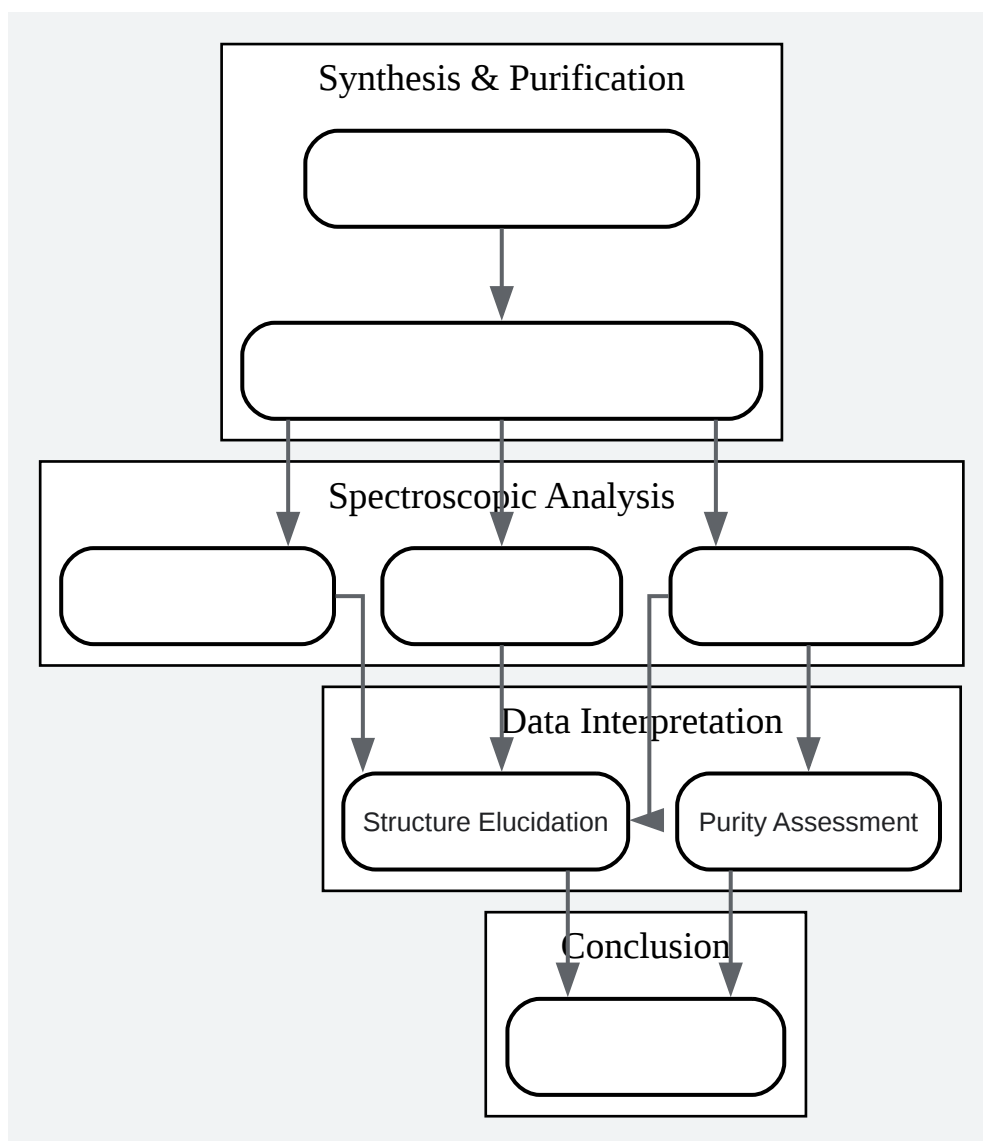 Synthesis & Purification
Spectroscopic Analysis
Data Interpretation
Structure Elucidation
Purity Assessment
Conclusion